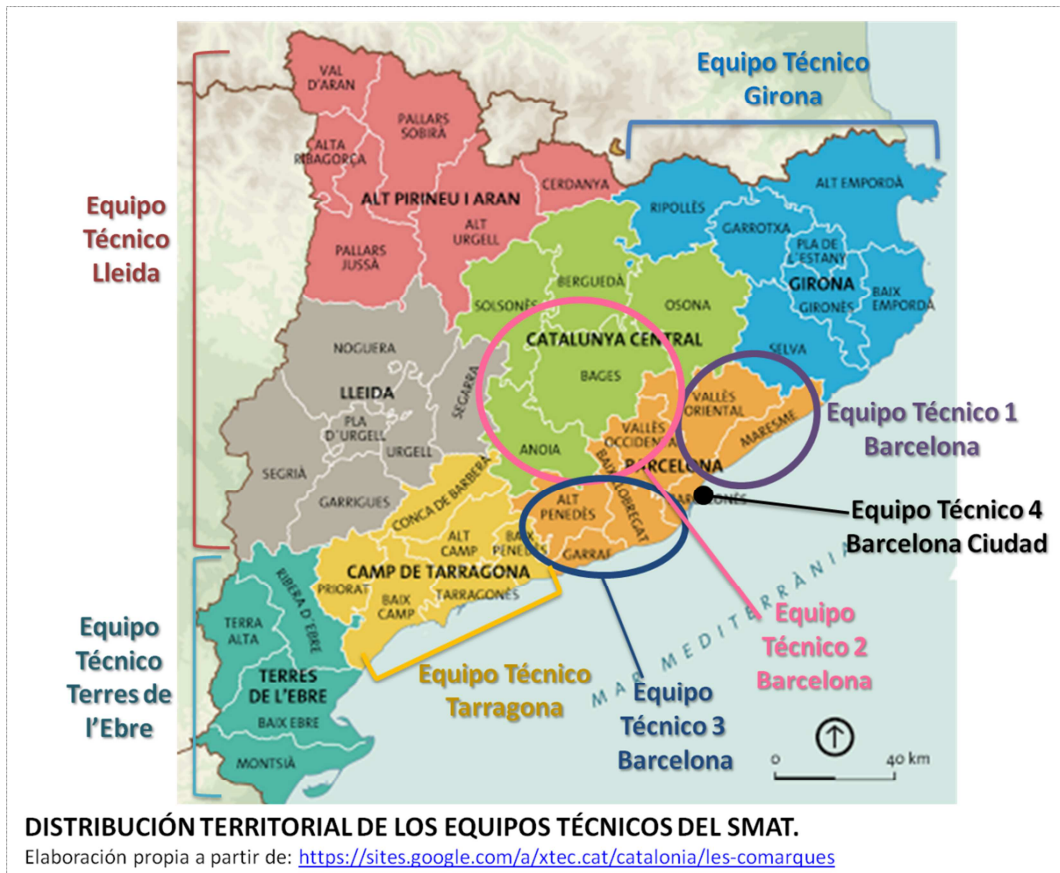 Equipo Técnico
Girona
VAL
D'ARAN
PALLARS
SOBIRÀ
ALTA
RIBAGORÇA
ALT PIRINEU I ARAN
CERDANYA
ALT
URGELL
PALLARS
JUSSÀ
Equipo
Técnico
Lleida
RIPOLLÈS
ALT EMPORDÀ
GARROTXA
PLA DE
L'ESTANY
GIRONA
GIRONÈS
BAIX
EMPORDÀ
SELVA
BERGUEDÀ
SOLSONÈS
OSONA
CATALUNYA CENTRAL
BAGES
ANOIA
NOGUERA
LLEIDA
SEGARRA
PLA
D'URGELL
URGELL
SEGRIÀ
GARRIGUES
VALLÈS
ORIENTAL
MARESME
VALLÈS
OCCIDENTAL
BARCELONA
BAIX LLOBREGAT
ALT
PENEDÈS
GARRAF
Equipo Técnico 1
Barcelona
Equipo Técnico 4
Barcelona Ciudad
CONCA DE BARBERÀ
ALT
CAMP
BAIX
PENEDÈS
CAMP DE TARRAGONA
PRIORAT
BAIX
CAMP
TARRAGONÈS
RIBERA D'EBRE
TERRA
ALTA
TERRES
DE L'EBRE
BAIX EBRE
MONTSIÀ
Equipo
Técnico
Terres de
l'Ebre
Equipo Técnico
Tarragona
Equipo
Técnico 3
Barcelona
Equipo
Técnico 2
Barcelona
MAR MEDITERRÀNIA
0 40 km
DISTRIBUCIÓN TERRITORIAL DE LOS EQUIPOS TÉCNICOS DEL SMAT.
Elaboración propia a partir de: https://sites.google.com/a/xtec.cat/catalonia/les-comarques